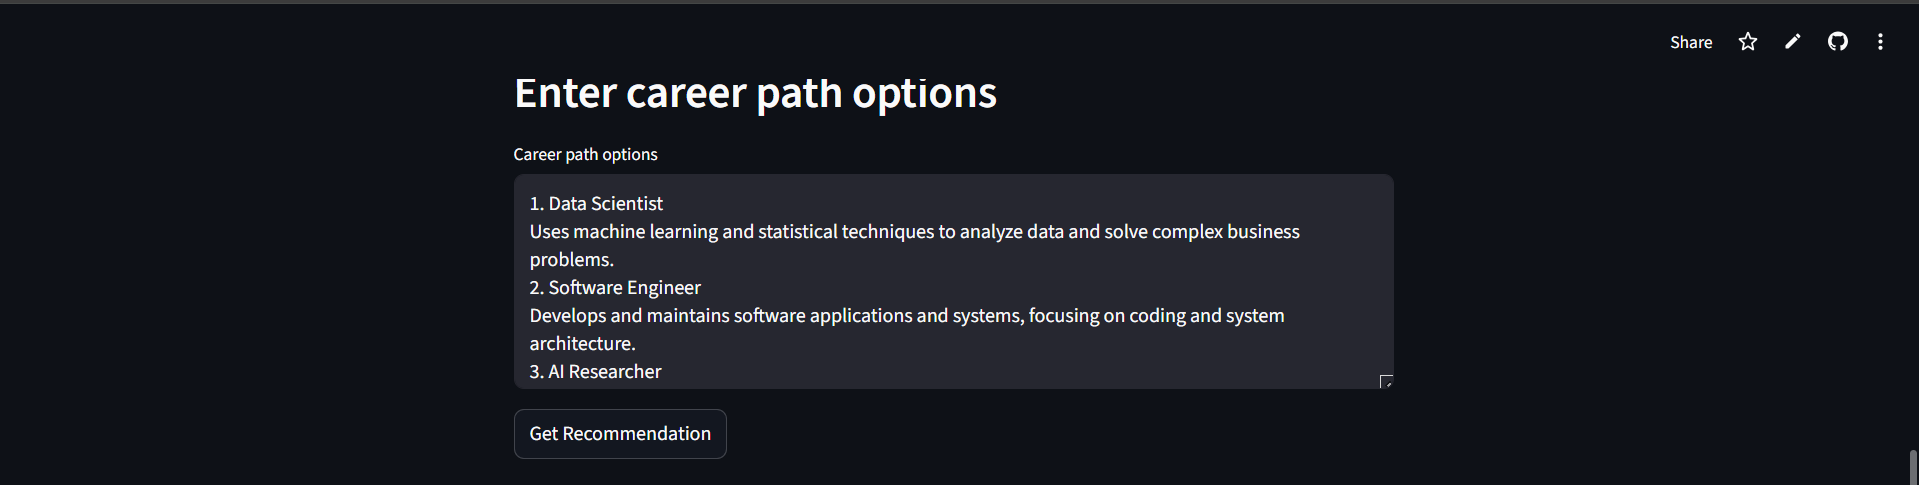 Share
Enter career path options
Career path options
1. Data Scientist
Uses machine learning and statistical techniques to analyze data and solve complex business
problems.
2. Software Engineer
Develops and maintains software applications and systems, focusing on coding and system
architecture.
3. AI Researcher
Get Recommendation